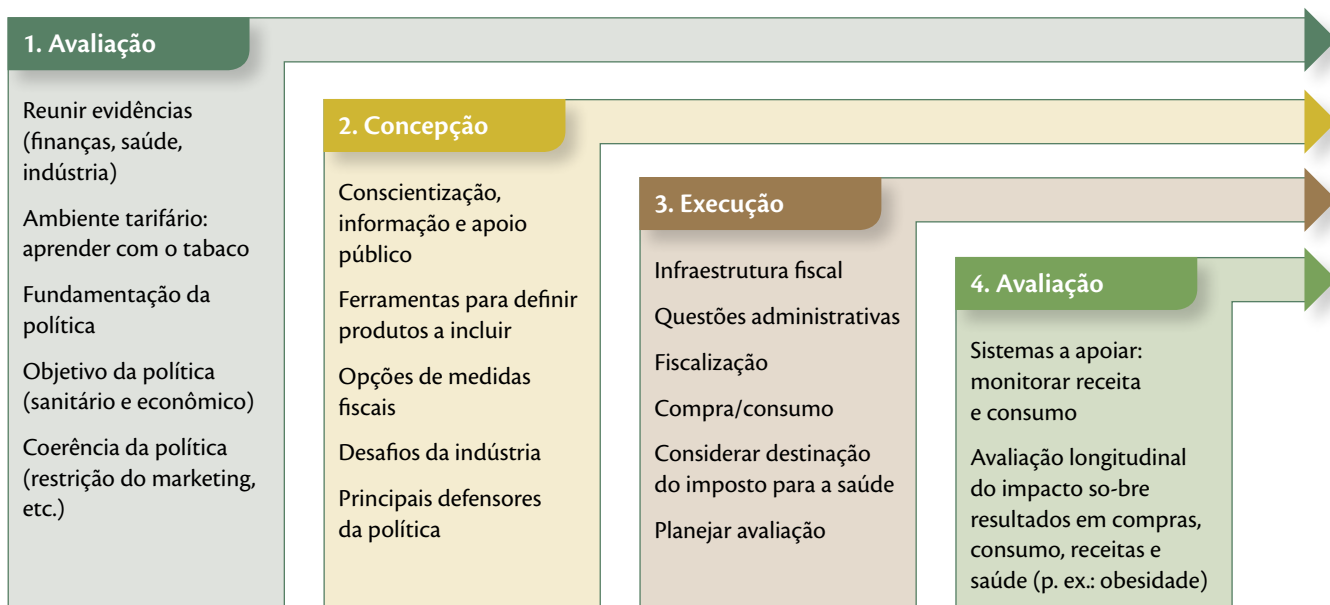 1. Avaliação
Reunir evidências
(finanças, saúde,
indústria)
Ambiente tarifário:
aprender com o tabaco
Fundamentação da
política
Objetivo da política
(sanitário e econômico)
Coerência da política
(restrição do marketing,
etc.)
2. Concepção
Conscientização,
informação e apoio
público
Ferramentas para definir
produtos a incluir
Opções de medidas
fiscais
Desafios da indústria
Principais defensores
da política
3. Execução
Infraestrutura fiscal
Questões administrativas
Fiscalização
Compra/consumo
Considerar destinação
do imposto para a saúde
Planejar avaliação
4. Avaliação
Sistemas a apoiar:
monitorar receita
e consumo
Avaliação longitudinal
do impacto so-bre
resultados em compras,
consumo, receitas e
saúde (p. ex.: obesidade)